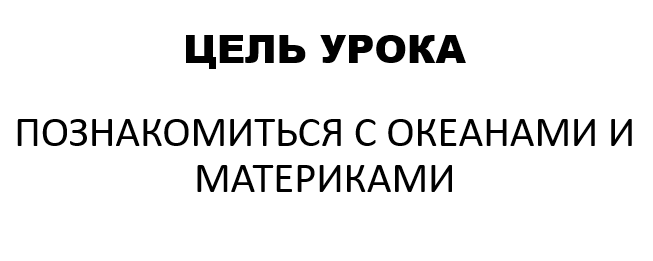 ЦЕЛЬ УРОКА
ПОЗНАКОМИТЬСЯ С ОКЕАНАМИ И
МАТЕРИКАМИ